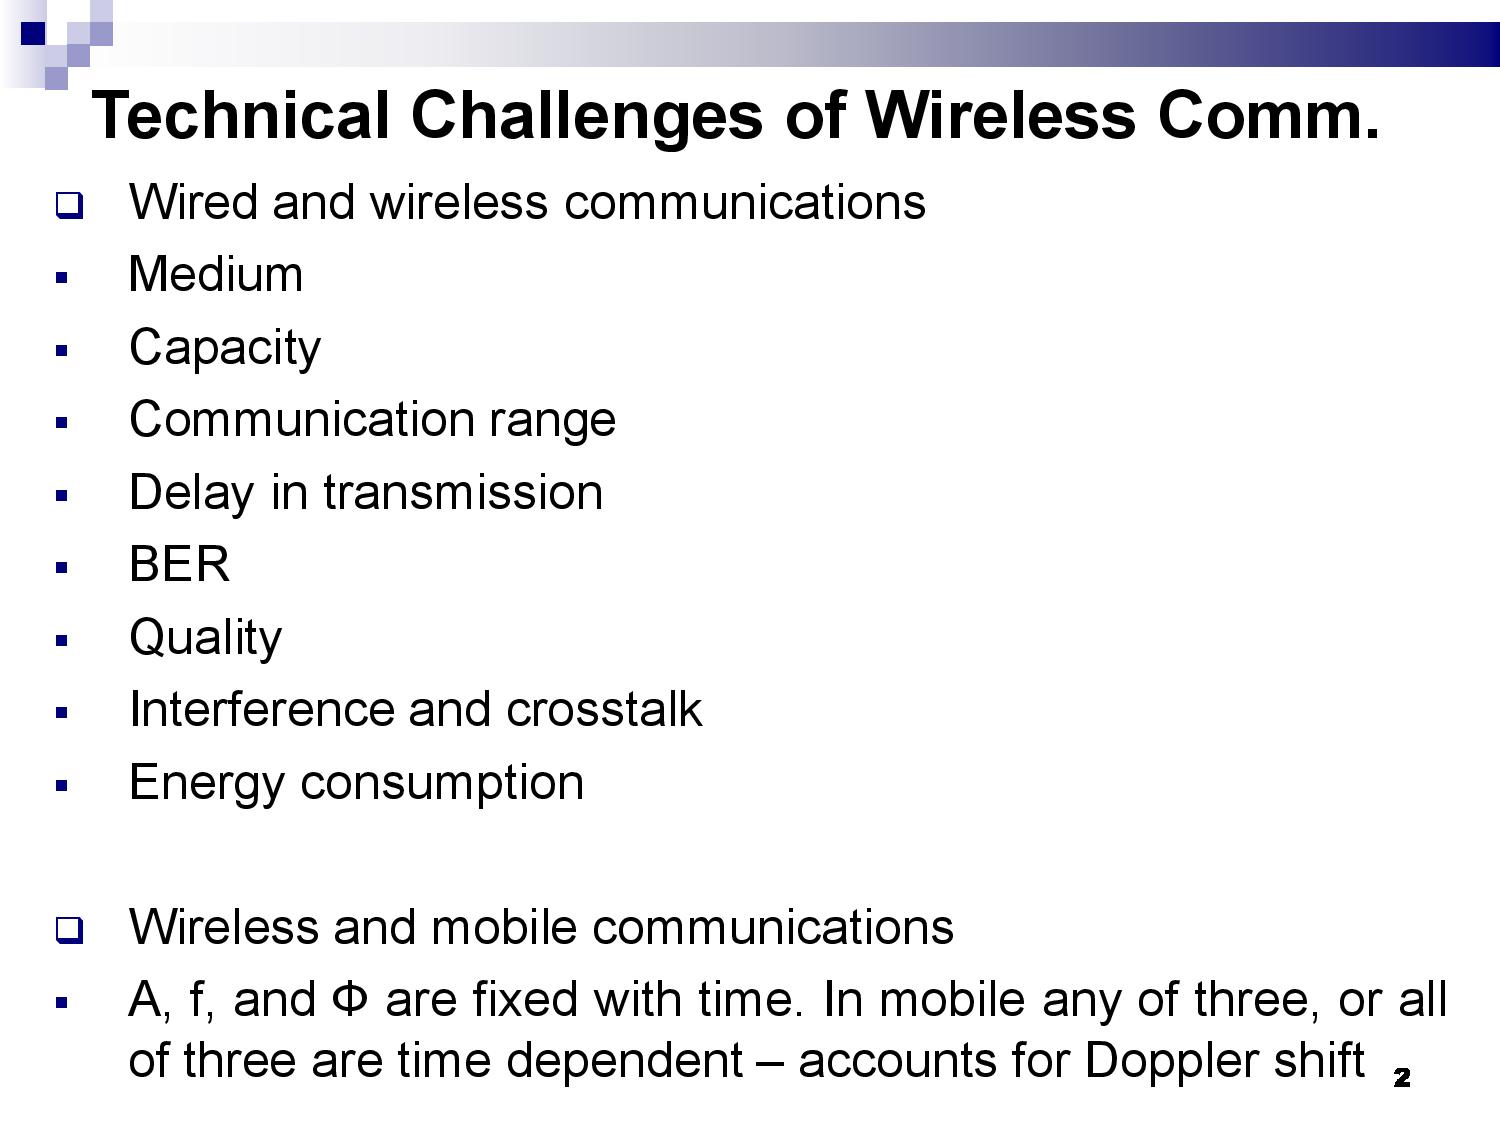 Technical Challenges of Wireless Comm.
Wired and wireless communications
Medium
Capacity
Communication range
Delay in transmission
BER
Quality
Interference and crosstalk
Energy consumption
Wireless and mobile communications
A, f, and Φ are fixed with time. In mobile any of three, or all
of three are time dependent – accounts for Doppler shift
2